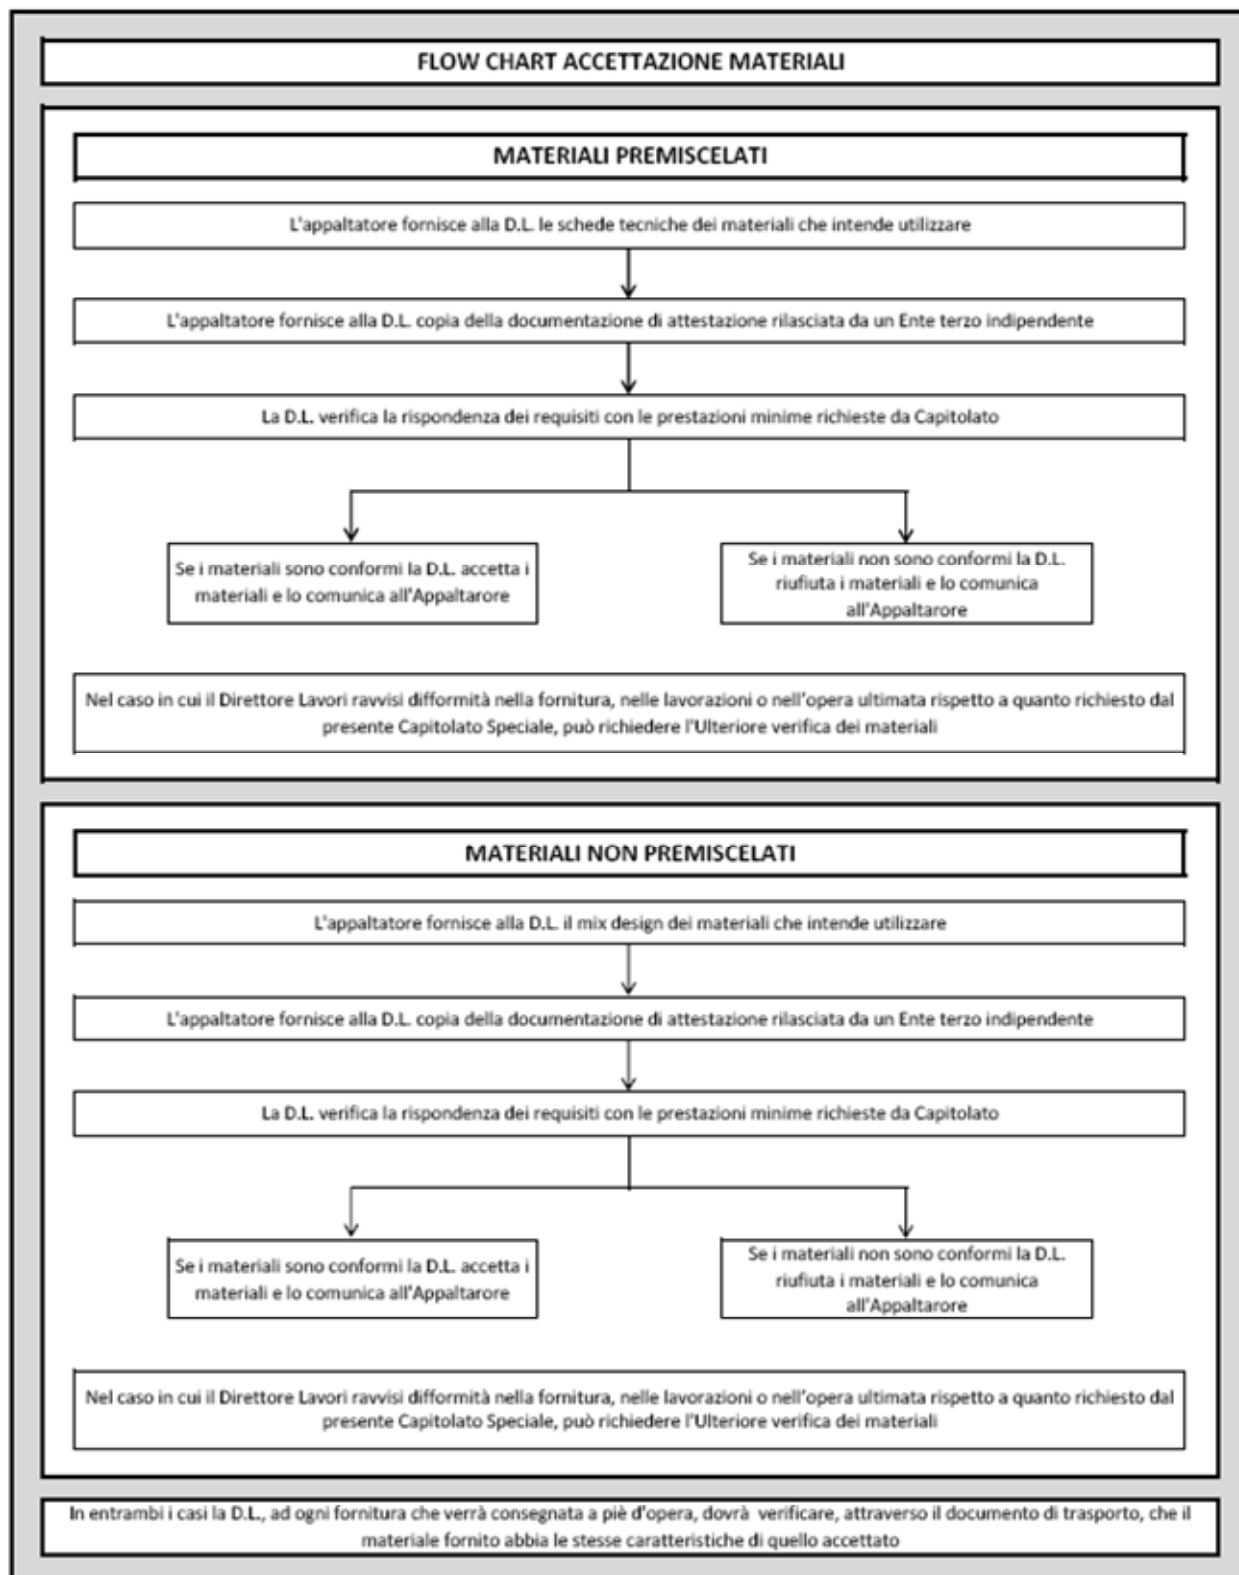 FLOW CHART ACCETTAZIONE MATERIALI
MATERIALI PREMISCELATI
L'appaltatore fornisce alla D.L. le schede tecniche dei materiali che intende utilizzare
L'appaltatore fornisce alla D.L. copia della documentazione di attestazione rilasciata da un Ente terzo indipendente
La D.L. verifica la rispondenza dei requisiti con le prestazioni minime richieste da Capitolato
Se i materiali sono conformi la D.L. accetta i
materiali e lo comunica all'Appaltarore
Se i materiali non sono conformi la D.L.
riufiuta i materiali e lo comunica
all'Appaltarore
Nel caso in cui il Direttore Lavori ravvisi difformità nella fornitura, nelle lavorazioni o nell'opera ultimata rispetto a quanto richiesto dal
presente Capitolato Speciale, può richiedere l'Ulteriore verifica dei materiali
MATERIALI NON PREMISCELATI
L'appaltatore fornisce alla D.L. il mix design dei materiali che intende utilizzare
L'appaltatore fornisce alla D.L. copia della documentazione di attestazione rilasciata da un Ente terzo indipendente
La D.L. verifica la rispondenza dei requisiti con le prestazioni minime richieste da Capitolato
Se i materiali sono conformi la D.L. accetta i
materiali e lo comunica all'Appaltarore
Se i materiali non sono conformi la D.L.
riufiuta i materiali e lo comunica
all'Appaltarore
Nel caso in cui il Direttore Lavori ravvisi difformità nella fornitura, nelle lavorazioni o nell'opera ultimata rispetto a quanto richiesto dal
presente Capitolato Speciale, può richiedere l'Ulteriore verifica dei materiali
In entrambi i casi la D.L., ad ogni fornitura che verrà consegnata a piè d'opera, dovrà verificare, attraverso il documento di trasporto, che il
materiale fornito abbia le stesse caratteristiche di quello accettato